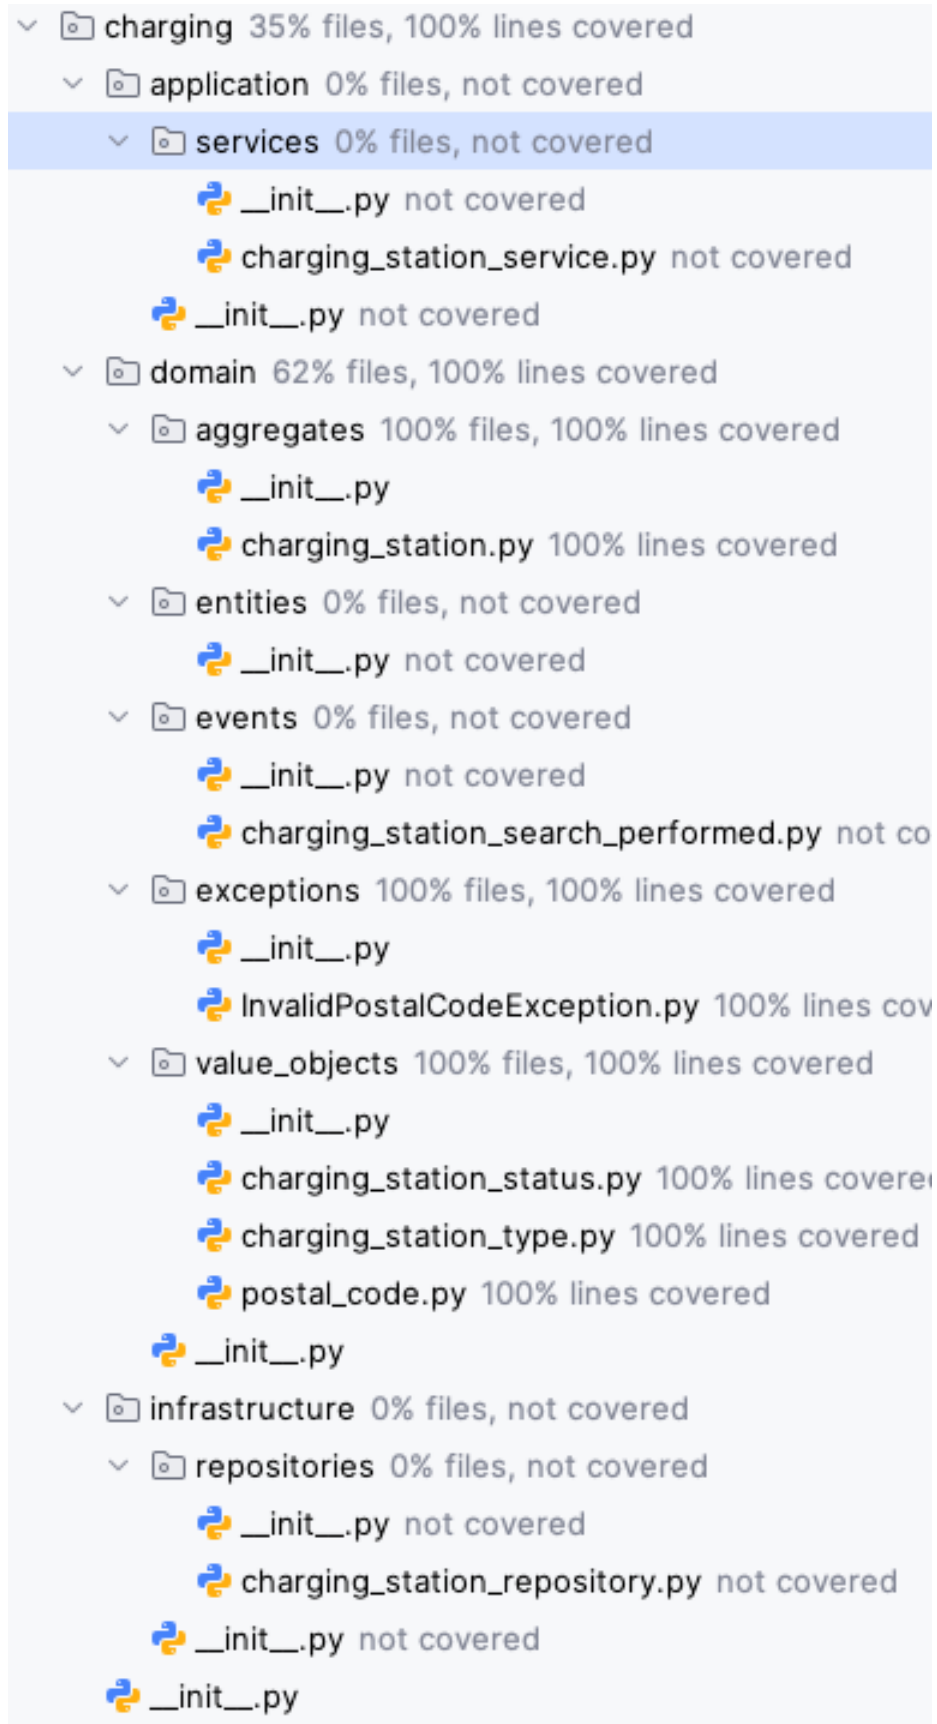 charging 35% files, 100% lines covered
application 0% files, not covered
services 0% files, not covered
__init__.py not covered
charging_station_service.py not covered
__init__.py not covered
domain 62% files, 100% lines covered
aggregates 100% files, 100% lines covered
__init__.py
charging_station.py 100% lines covered
entities 0% files, not covered
__init__.py not covered
events 0% files, not covered
__init__.py not covered
charging_station_search_performed.py not co
exceptions 100% files, 100% lines covered
__init__.py
InvalidPostalCodeException.py 100% lines cov
value_objects 100% files, 100% lines covered
__init__.py
charging_station_status.py 100% lines covered
charging_station_type.py 100% lines covered
postal_code.py 100% lines covered
__init__.py
infrastructure 0% files, not covered
repositories 0% files, not covered
__init__.py not covered
charging_station_repository.py not covered
__init__.py not covered
__init__.py